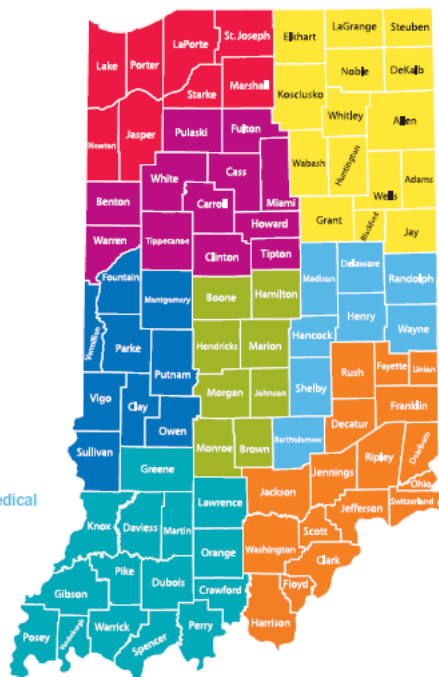 LaGrange
Steuben
Elkhart
St. Joseph
LaPorte
Lake
Porter
Noble
DeKalb
Marshall
Starke
Kosciusko
Whitley
Allen
Newton
Jasper
Pulaski
Fulton
Wabash
Huntington
White
Cass
Miami
Wells
Adams
Benton
Carroll
Howard
Grant
Blackford
Jay
Warren
Tippecanoe
Clinton
Tipton
Fountain
Montgomery
Boone
Hamilton
Madison
Delaware
Randolph
Vermillion
Parke
Putnam
Hendricks
Marion
Hancock
Henry
Wayne
Vigo
Clay
Owen
Morgan
Johnson
Shelby
Rush
Fayette
Union
Franklin
Decatur
Sullivan
Greene
Monroe
Brown
Bartholomew
Jennings
Ripley
Dearborn
Ohio
Switzerland
edical
Knox
Daviess
Martin
Lawrence
Jackson
Jefferson
Scott
Washington
Orange
Clark
Pike
Dubois
Gibson
Crawford
Floyd
Harrison
Posey
Vanderburgh
Warrick
Spencer
Perry